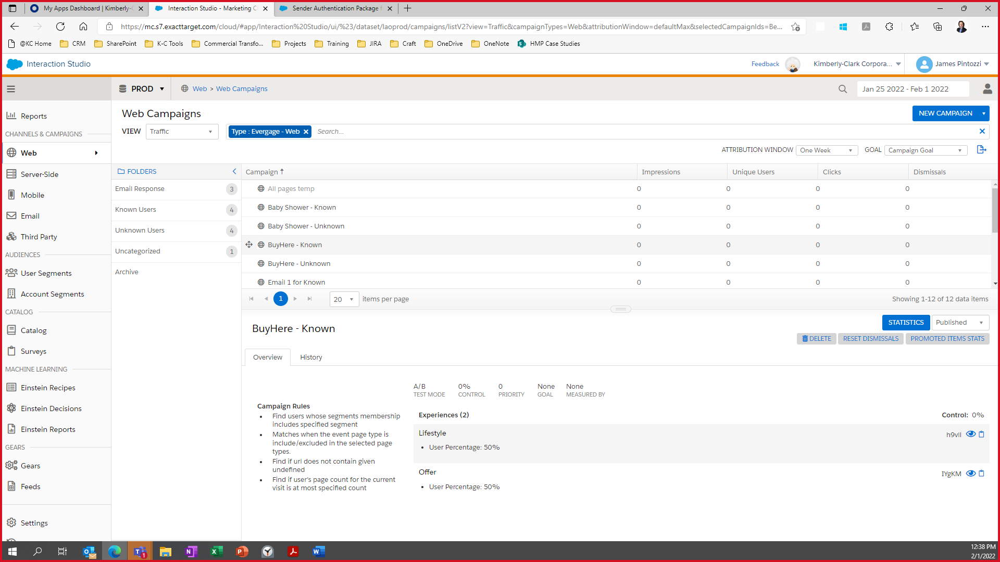 My Apps Dashboard | Kimberly-C
Interaction Studio - Marketing Cl
Sender Authentication Package f
https://mc.s7.exacttarget.com/cloud/#app/Interaction%20Studio/ui/%23/dataset/laoprod/campaigns/listV2?view=Traffic&campaignTypes=Web&attributionWindow=defaultMax&selectedCampaignIds=Be...
@KC Home CRM SharePoint K-C Tools Commercial Transfo... Projects Training JIRA Craft OneDrive OneNote HMP Case Studies
Interaction Studio Feedback Kimberly-Clark Corpora... James Pintozzi
PROD Web > Web Campaigns Jan 25 2022 - Feb 1 2022
Reports
CHANNELS & CAMPAIGNS
Web
Server-Side
Mobile
Email
Third Party
AUDIENCES
User Segments
Account Segments
CATALOG
Catalog
Surveys
MACHINE LEARNING
Einstein Recipes
Einstein Decisions
Einstein Reports
GEARS
Gears
Feeds
Settings
Web Campaigns NEW CAMPAIGN
VIEW Traffic Type : Evergage - Web Search...
ATTRIBUTION WINDOW One Week GOAL Campaign Goal
FOLDERS
Email Response 3
Known Users 4
Unknown Users 4
Uncategorized 1
Archive
Campaign Impressions Unique Users Clicks Dismissals
All pages temp 0 0 0 0
Baby Shower - Known 0 0 0 0
Baby Shower - Unknown 0 0 0 0
BuyHere - Known 0 0 0 0
BuyHere - Unknown 0 0 0 0
Email 1 for Known 0 0 0 0
1 20 items per page Showing 1-12 of 12 data items
BuyHere - Known STATISTICS Published
DELETE RESET DISMISSALS PROMOTED ITEMS STATS
Overview History
A/B 0% 0 None None
TEST MODE CONTROL PRIORITY GOAL MEASURED BY
Campaign Rules
Find users whose segments membership
includes specified segment
Matches when the event page type is
include/excluded in the selected page
types.
Find if url does not contain given
undefined
Find if user's page count for the current
visit is at most specified count
Experiences (2) Control: 0%
Lifestyle h9vll
User Percentage: 50%
Offer IYgKM
User Percentage: 50%
12:38 PM
2/1/2022